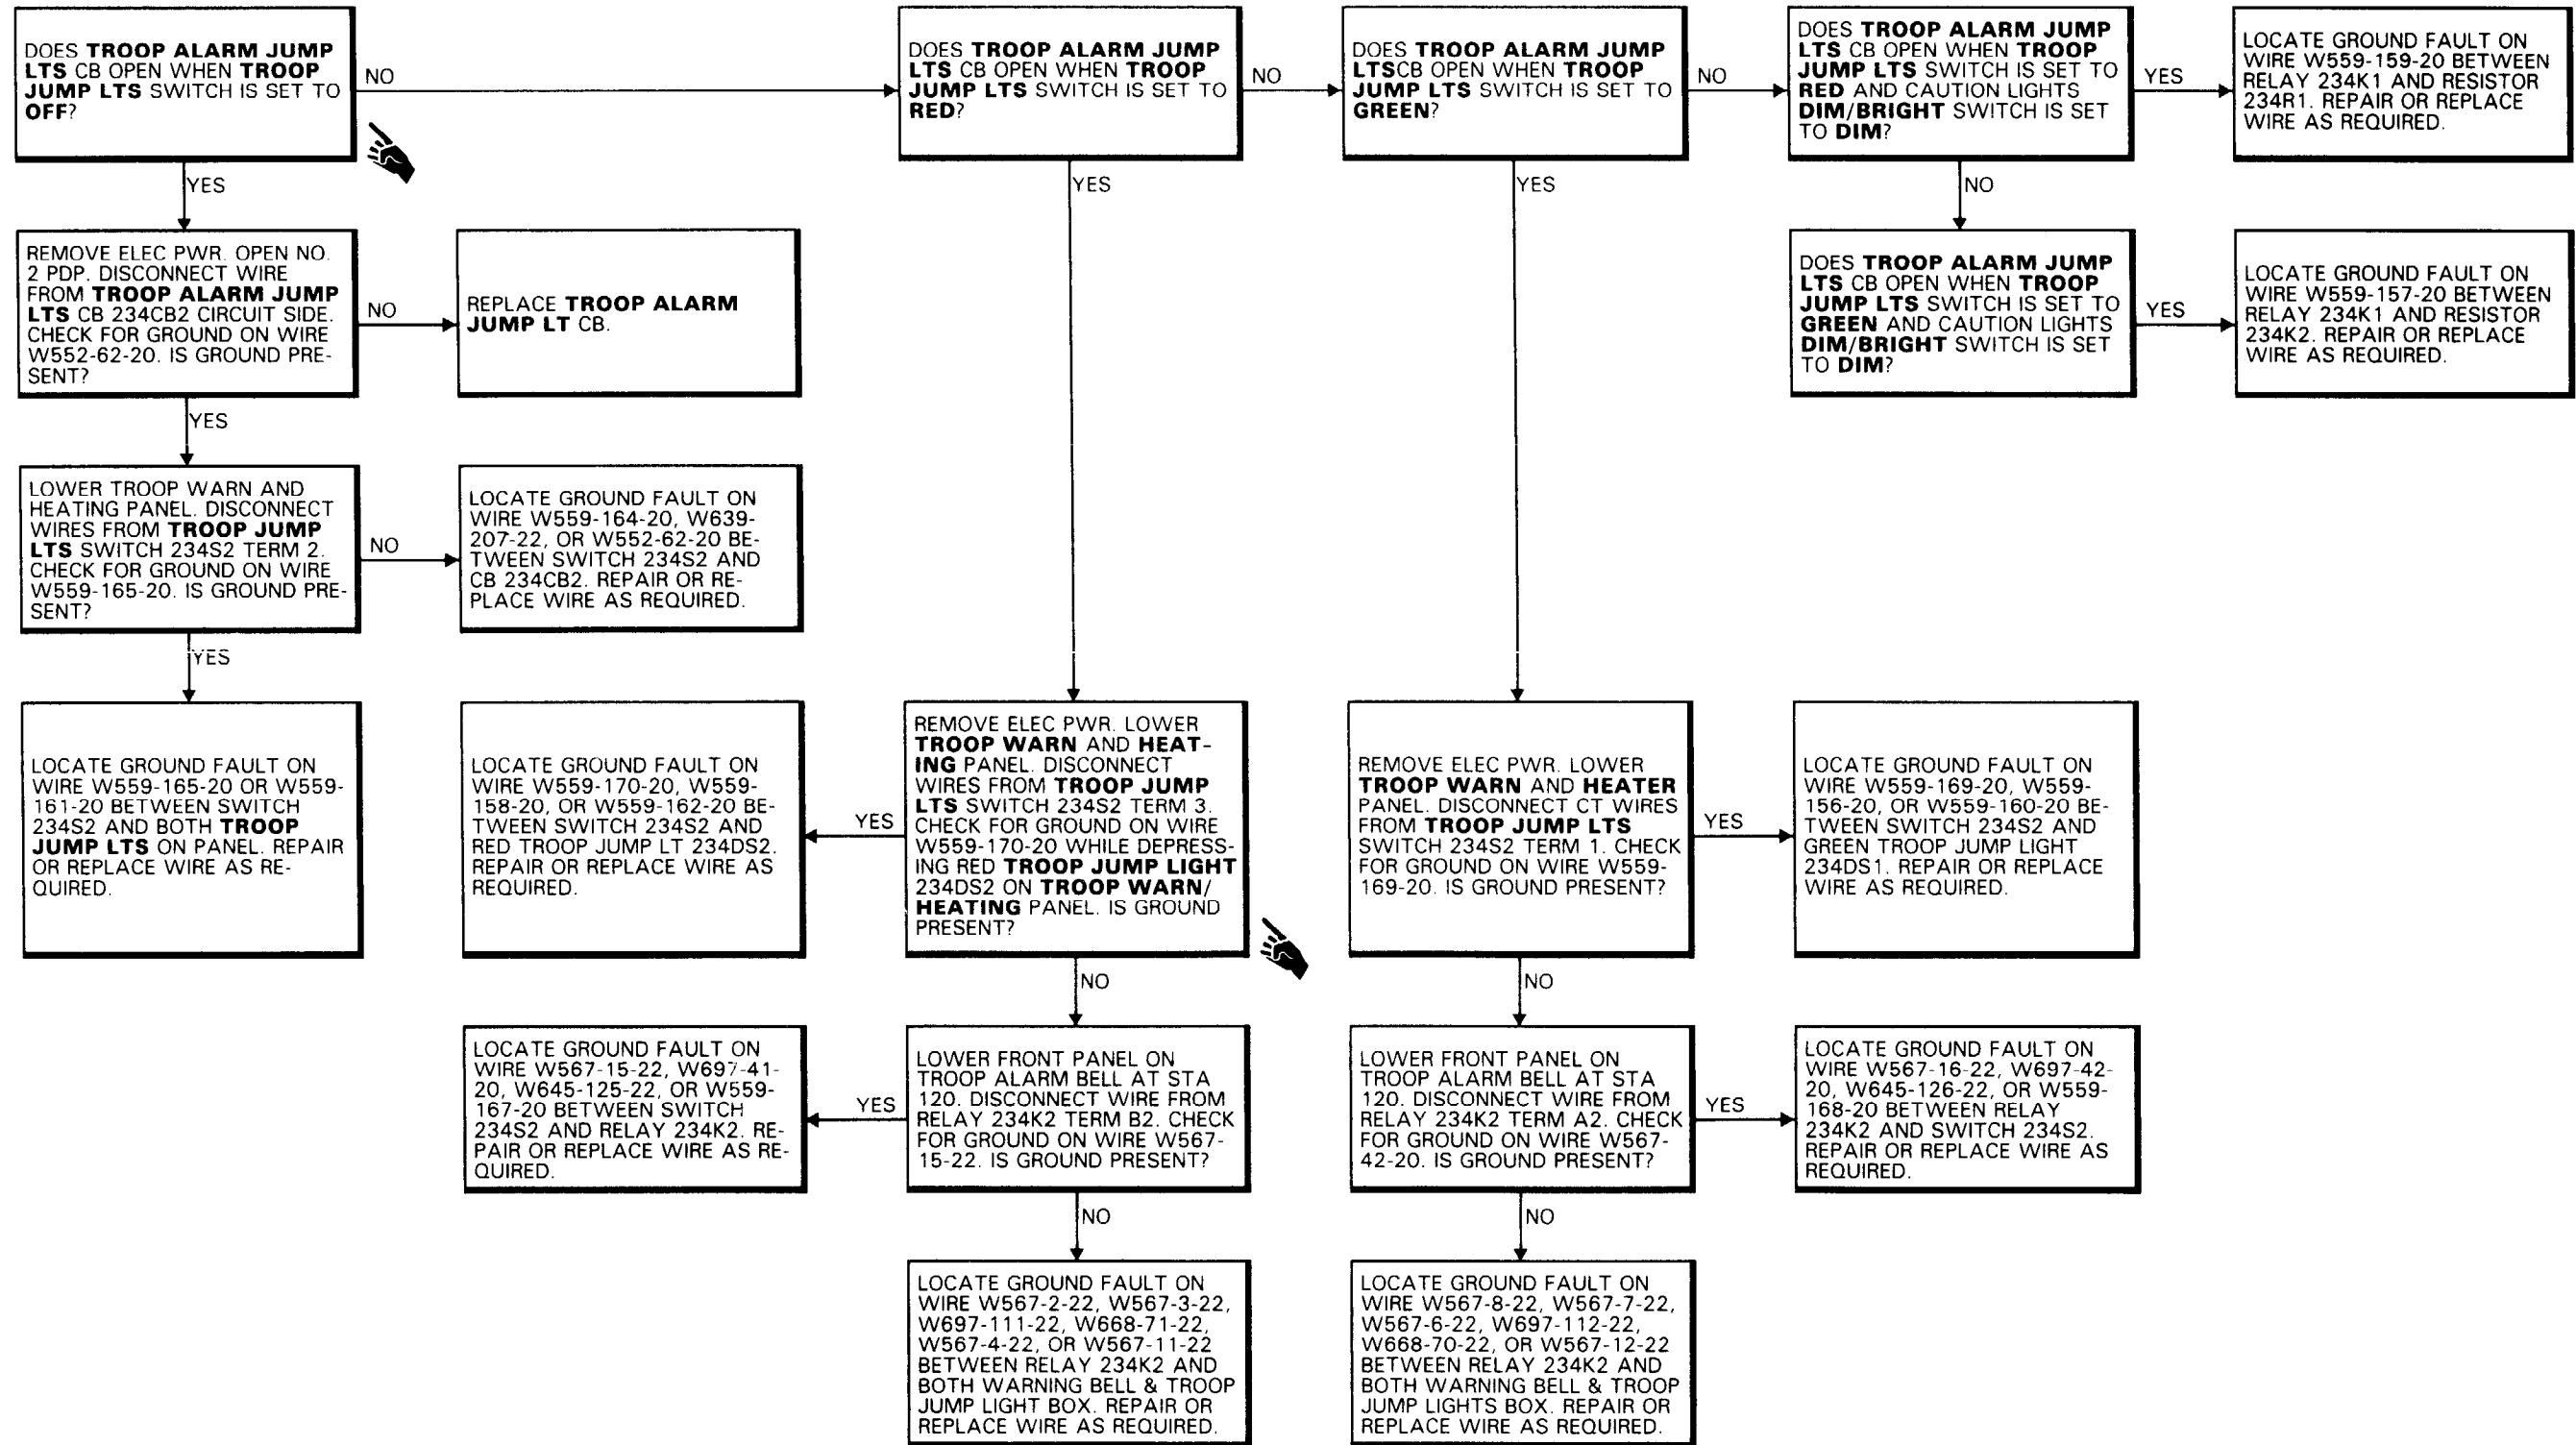 DOES TROOP ALARM JUMP
LTS CB OPEN WHEN TROOP
JUMP LTS SWITCH IS SET TO
OFF?
NO
YES
DOES TROOP ALARM JUMP
LTS CB OPEN WHEN TROOP
JUMP LTS SWITCH IS SET TO
RED?
NO
YES
DOES TROOP ALARM JUMP
LTSCB OPEN WHEN TROOP
JUMP LTS SWITCH IS SET TO
GREEN?
NO
YES
DOES TROOP ALARM JUMP
LTS CB OPEN WHEN TROOP
JUMP LTS SWITCH IS SET TO
RED AND CAUTION LIGHTS
DIM/BRIGHT SWITCH IS SET
TO DIM?
YES
NO
LOCATE GROUND FAULT ON
WIRE W559-159-20 BETWEEN
RELAY 234K1 AND RESISTOR
234R1. REPAIR OR REPLACE
WIRE AS REQUIRED.
REMOVE ELEC PWR. OPEN NO.
2 PDP. DISCONNECT WIRE
FROM TROOP ALARM JUMP
LTS CB 234CB2 CIRCUIT SIDE.
CHECK FOR GROUND ON WIRE
W552-62-20. IS GROUND PRE-
SENT?
NO
YES
REPLACE TROOP ALARM
JUMP LT CB.
DOES TROOP ALARM JUMP
LTS CB OPEN WHEN TROOP
JUMP LTS SWITCH IS SET TO
GREEN AND CAUTION LIGHTS
DIM/BRIGHT SWITCH IS SET
TO DIM?
YES
LOCATE GROUND FAULT ON
WIRE W559-157-20 BETWEEN
RELAY 234K1 AND RESISTOR
234K2. REPAIR OR REPLACE
WIRE AS REQUIRED.
LOWER TROOP WARN AND
HEATING PANEL. DISCONNECT
WIRES FROM TROOP JUMP
LTS SWITCH 234S2 TERM 2.
CHECK FOR GROUND ON WIRE
W559-165-20. IS GROUND PRE-
SENT?
NO
YES
LOCATE GROUND FAULT ON
WIRE W559-164-20, W639-
207-22, OR W552-62-20 BE-
TWEEN SWITCH 234S2 AND
CB 234CB2. REPAIR OR RE-
PLACE WIRE AS REQUIRED.
LOCATE GROUND FAULT ON
WIRE W559-165-20 OR W559-
161-20 BETWEEN SWITCH
234S2 AND BOTH TROOP
JUMP LTS ON PANEL. REPAIR
OR REPLACE WIRE AS RE-
QUIRED.
LOCATE GROUND FAULT ON
WIRE W559-170-20, W559-
158-20, OR W559-162-20 BE-
TWEEN SWITCH 234S2 AND
RED TROOP JUMP LT 234DS2.
REPAIR OR REPLACE WIRE AS
REQUIRED.
YES
REMOVE ELEC PWR. LOWER
TROOP WARN AND HEAT-
ING PANEL. DISCONNECT
WIRES FROM TROOP JUMP
LTS SWITCH 234S2 TERM 3.
CHECK FOR GROUND ON WIRE
W559-170-20 WHILE DEPRESS-
ING RED TROOP JUMP LIGHT
234DS2 ON TROOP WARN/
HEATING PANEL. IS GROUND
PRESENT?
NO
REMOVE ELEC PWR. LOWER
TROOP WARN AND HEATER
PANEL. DISCONNECT CT WIRES
FROM TROOP JUMP LTS
SWITCH 234S2 TERM 1. CHECK
FOR GROUND ON WIRE W559-
169-20. IS GROUND PRESENT?
YES
NO
LOCATE GROUND FAULT ON
WIRE W559-169-20, W559-
156-20, OR W559-160-20 BE-
TWEEN SWITCH 234S2 AND
GREEN TROOP JUMP LIGHT
234DS1. REPAIR OR REPLACE
WIRE AS REQUIRED.
LOCATE GROUND FAULT ON
WIRE W567-15-22, W697-41-
20, W645-125-22, OR W559-
167-20 BETWEEN SWITCH
234S2 AND RELAY 234K2. RE-
PAIR OR REPLACE WIRE AS RE-
QUIRED.
YES
LOWER FRONT PANEL ON
TROOP ALARM BELL AT STA
120. DISCONNECT WIRE FROM
RELAY 234K2 TERM B2. CHECK
FOR GROUND ON WIRE W567-
15-22. IS GROUND PRESENT?
NO
LOWER FRONT PANEL ON
TROOP ALARM BELL AT STA
120. DISCONNECT WIRE FROM
RELAY 234K2 TERM A2. CHECK
FOR GROUND ON WIRE W567-
42-20. IS GROUND PRESENT?
YES
NO
LOCATE GROUND FAULT ON
WIRE W567-16-22, W697-42-
20, W645-126-22, OR W559-
168-20 BETWEEN RELAY
234K2 AND SWITCH 234S2.
REPAIR OR REPLACE WIRE AS
REQUIRED.
LOCATE GROUND FAULT ON
WIRE W567-2-22, W567-3-22,
W697-111-22, W668-71-22,
W567-4-22, OR W567-11-22
BETWEEN RELAY 234K2 AND
BOTH WARNING BELL & TROOP
JUMP LIGHT BOX. REPAIR OR
REPLACE WIRE AS REQUIRED.
LOCATE GROUND FAULT ON
WIRE W567-8-22, W567-7-22,
W567-6-22, W697-112-22,
W668-70-22, OR W567-12-22
BETWEEN RELAY 234K2 AND
BOTH WARNING BELL & TROOP
JUMP LIGHTS BOX. REPAIR OR
REPLACE WIRE AS REQUIRED.